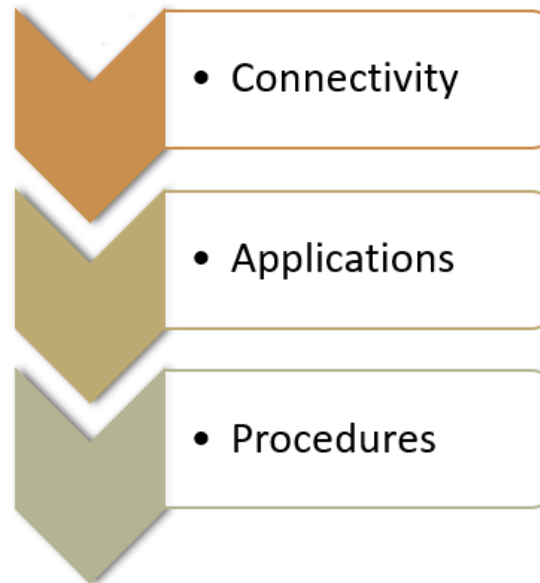 • Connectivity
• Applications
• Procedures